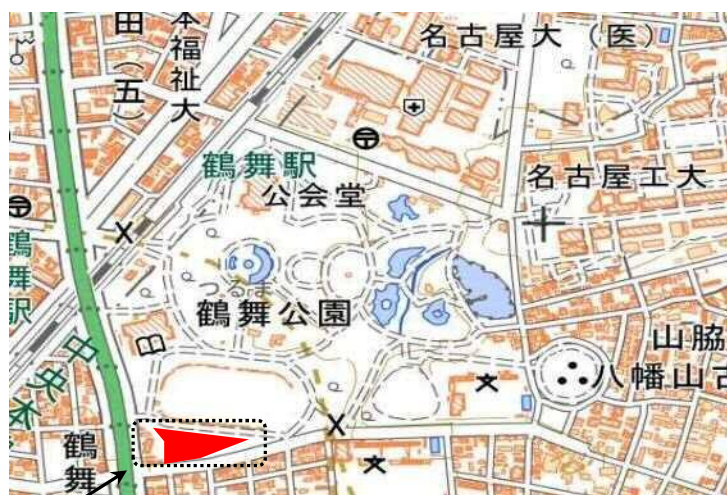 本福祉大
田(五)
名古屋大(医)
鶴舞駅
公会堂
名古屋工大
鶴舞駅
つるま
鶴舞公園
山脇
八幡山古
中央本
鶴舞